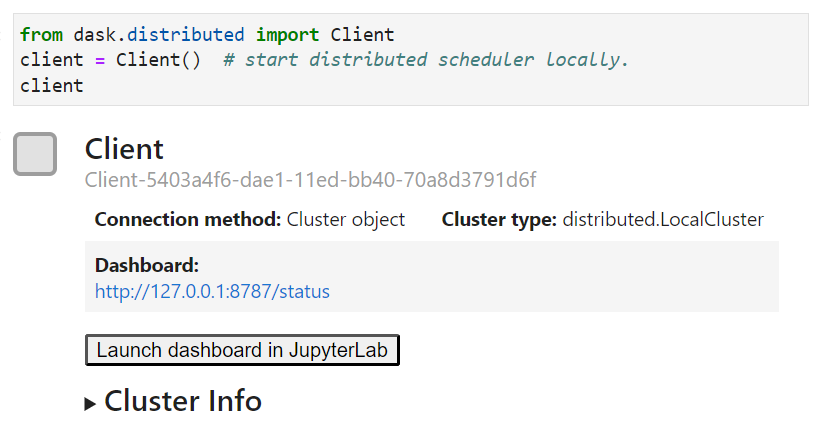 from dask.distributed import Client
client = Client()  # start distributed scheduler locally.
client
Client
Client-5403a4f6-dae1-11ed-bb40-70a8d3791d6f
Connection method: Cluster object Cluster type: distributed.LocalCluster
Dashboard:
http://127.0.0.1:8787/status
Launch dashboard in JupyterLab
Cluster Info